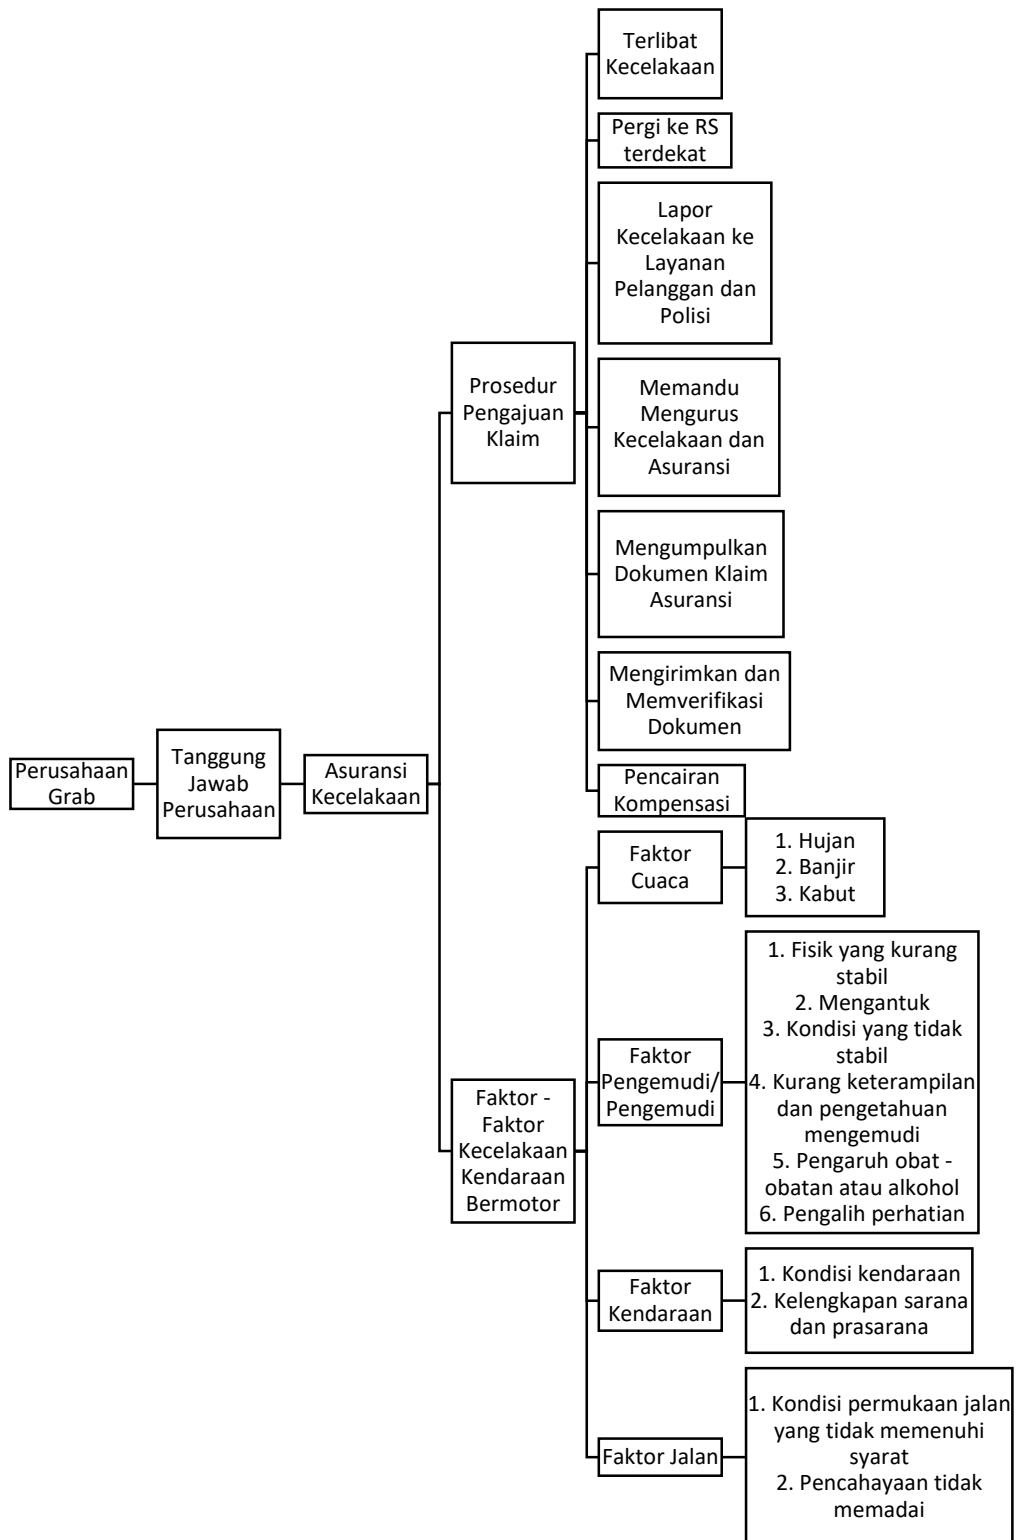 Perusahaan
Grab
Tanggung
Jawab
Perusahaan
Asuransi
Kecelakaan
Prosedur
Pengajuan
Klaim
Terlibat
Kecelakaan
Pergi ke RS
terdekat
Lapor
Kecelakaan ke
Layanan
Pelanggan dan
Polisi
Memandu
Mengurus
Kecelakaan dan
Asuransi
Mengumpulkan
Dokumen Klaim
Asuransi
Mengirimkan dan
Memverifikasi
Dokumen
Pencairan
Kompensasi
Faktor -
Faktor
Kecelakaan
Kendaraan
Bermotor
Faktor
Cuaca
1. Hujan
2. Banjir
3. Kabut
Faktor
Pengemudi/
Pengemudi
1. Fisik yang kurang
stabil
2. Mengantuk
3. Kondisi yang tidak
stabil
4. Kurang keterampilan
dan pengetahuan
mengemudi
5. Pengaruh obat -
obatan atau alkohol
6. Pengalih perhatian
Faktor
Kendaraan
1. Kondisi kendaraan
2. Kelengkapan sarana
dan prasarana
Faktor Jalan
1. Kondisi permukaan jalan
yang tidak memenuhi
syarat
2. Pencahayaan tidak
memadai